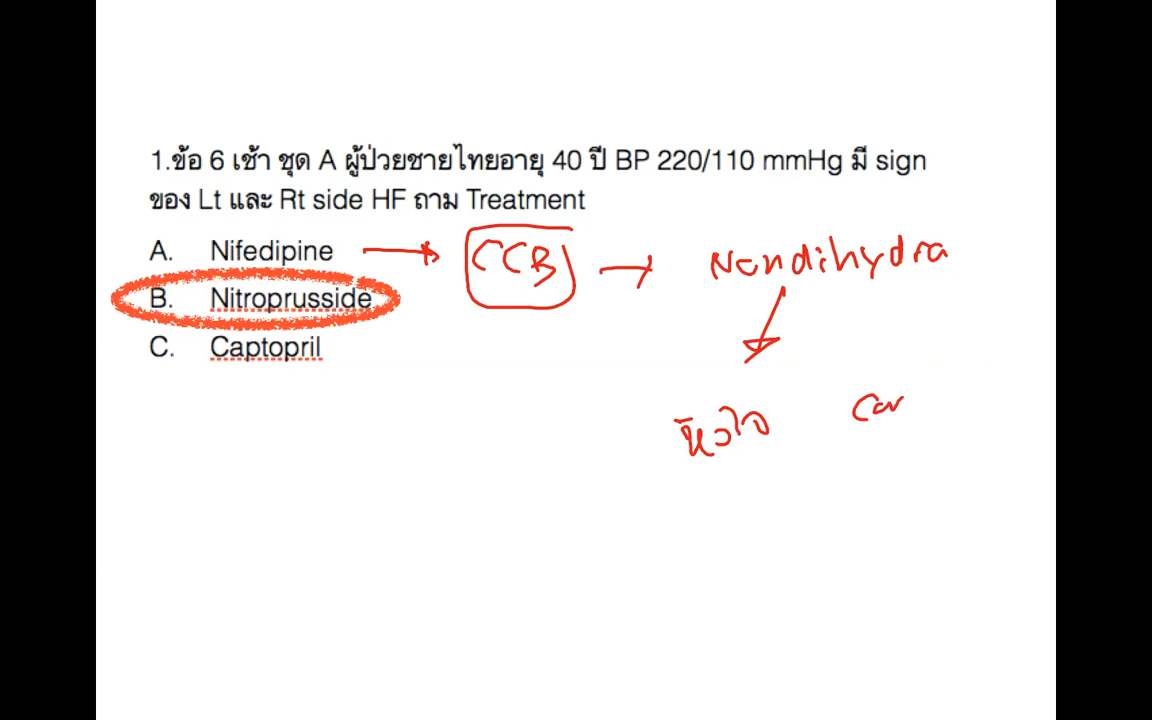 1.ข้อ 6 เช้า ชุด A ผู้ป่วยชายไทยอายุ 40 ปี BP 220/110 mmHg มี sign
ของ Lt และ Rt side HF ถาม Treatment
A. Nifedipine → CCB → Nondihydra
B. Nitroprusside
C. Captopril
หัวใจ car